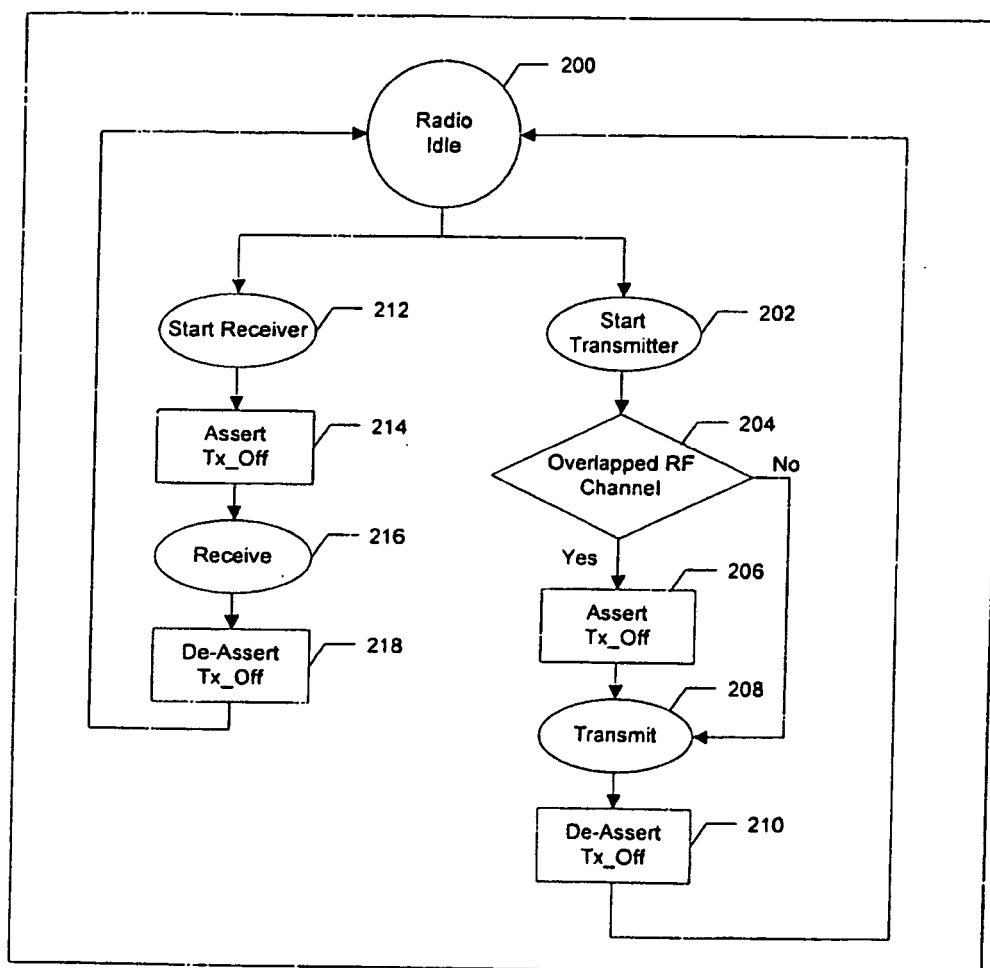 200
Radio
Idle
Start Receiver
212
Start
Transmitter
202
Assert
Tx_Off
214
Overlapped RF
Channel
204
No
Receive
216
Yes
Assert
Tx_Off
206
De-Assert
Tx_Off
218
Transmit
208
De-Assert
Tx_Off
210